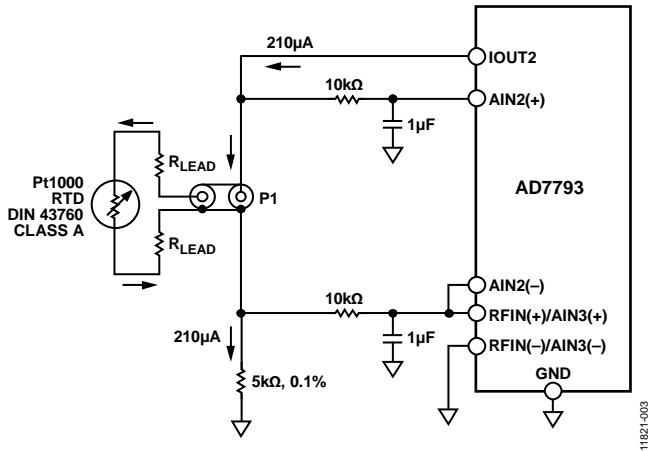 210µA
IOUT2
10kΩ
AIN2(+)
1µF
RLEAD
P1
Pt1000
RTD
DIN 43760
CLASS A
AD7793
RLEAD
AIN2(–)
10kΩ
RFIN(+)/AIN3(+)
210µA
1µF
RFIN(–)/AIN3(–)
5kΩ, 0.1%
GND
11821-003